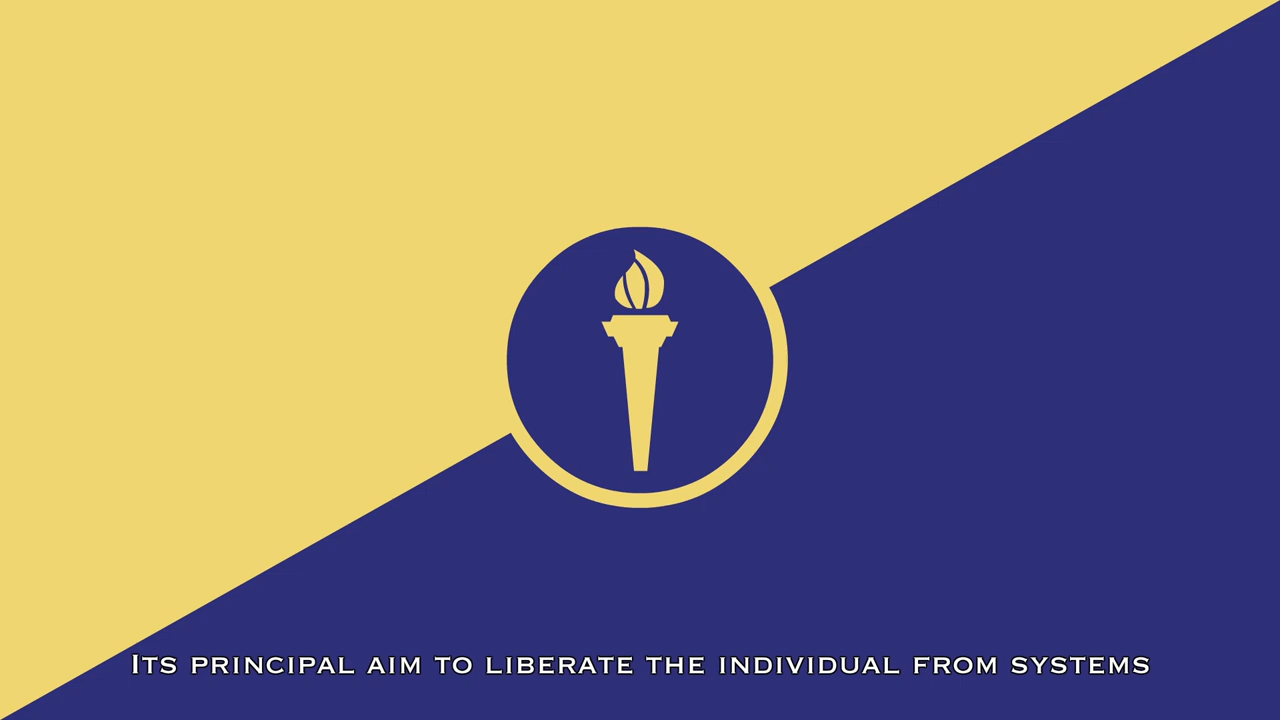 Its principal aim to liberate the individual from systems